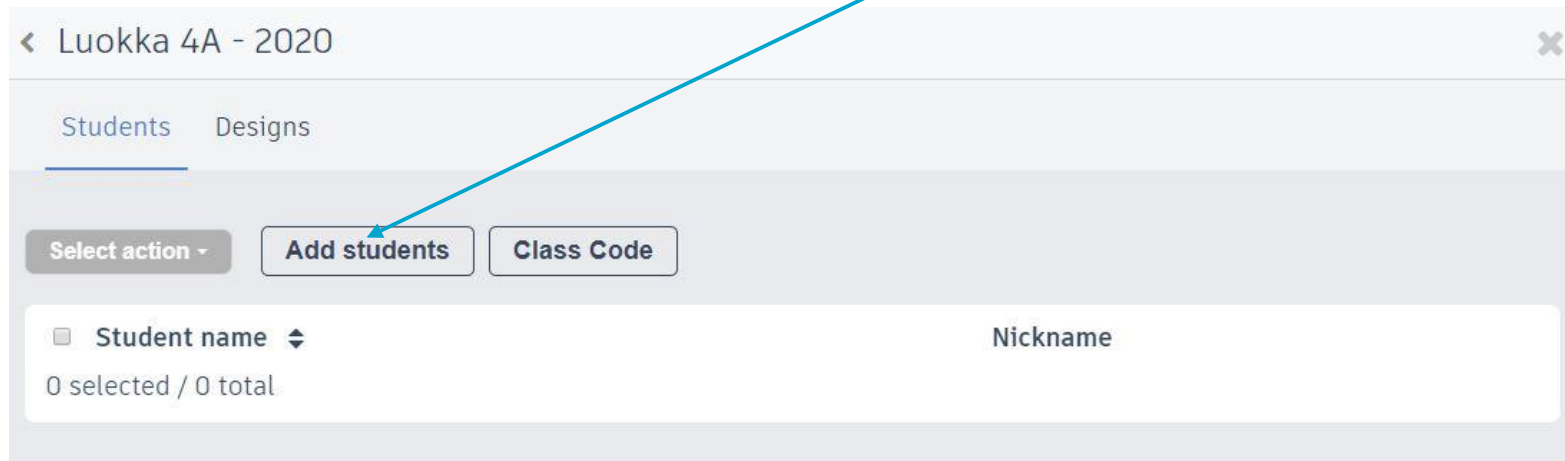 Luokka 4A - 2020
Students Designs
Select action Add students Class Code
Student name Nickname
0 selected / 0 total